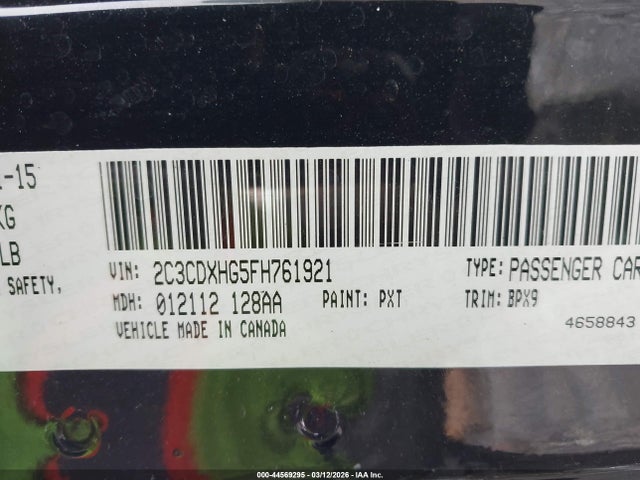 -15
KG
LB
SAFETY,
VIN: 2C3CDXHG5FH761921 TYPE: PASSENGER CAR
MDH: 012112 128AA PAINT: PXT TRIM: BPX9
VEHICLE MADE IN CANADA
4658843
000-44569295 - 03/12/2026 - © IAA Inc.